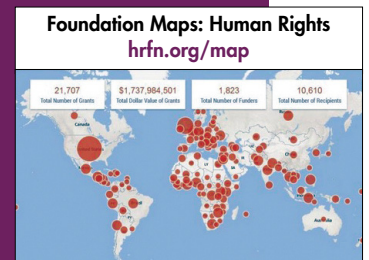 Foundation Maps: Human Rights
hrfn.org/map
21,707
Total Number of Grants
$1,737,984,501
Total Dollar Value of Grants
1,823
Total Number of Funders
10,610
Total Number of Recipients
Canada
Brazil
Australia